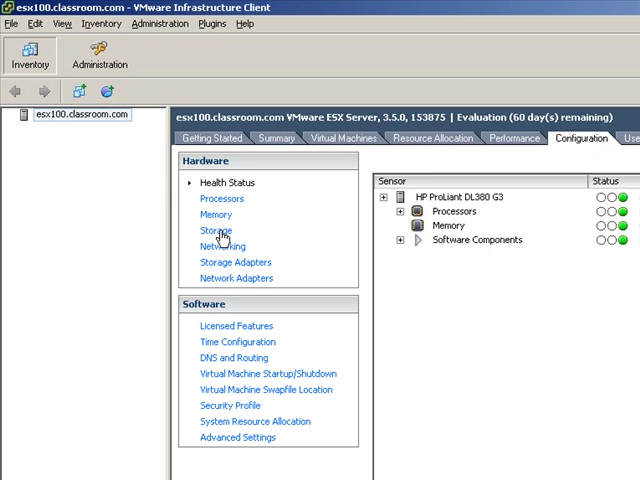 esx100.classroom.com - VMware Infrastructure Client
File Edit View Inventory Administration Plugins Help
Inventory Administration
esx100.classroom.com
esx100.classroom.com VMware ESX Server, 3.5.0, 153875 | Evaluation (60 day(s) remaining)
Getting Started Summary Virtual Machines Resource Allocation Performance Configuration Use
Hardware
Health Status
Processors
Memory
Storage
Networking
Storage Adapters
Network Adapters
Software
Licensed Features
Time Configuration
DNS and Routing
Virtual Machine Startup/Shutdown
Virtual Machine Swapfile Location
Security Profile
System Resource Allocation
Advanced Settings
Sensor Status
HP ProLiant DL380 G3
Processors
Memory
Software Components